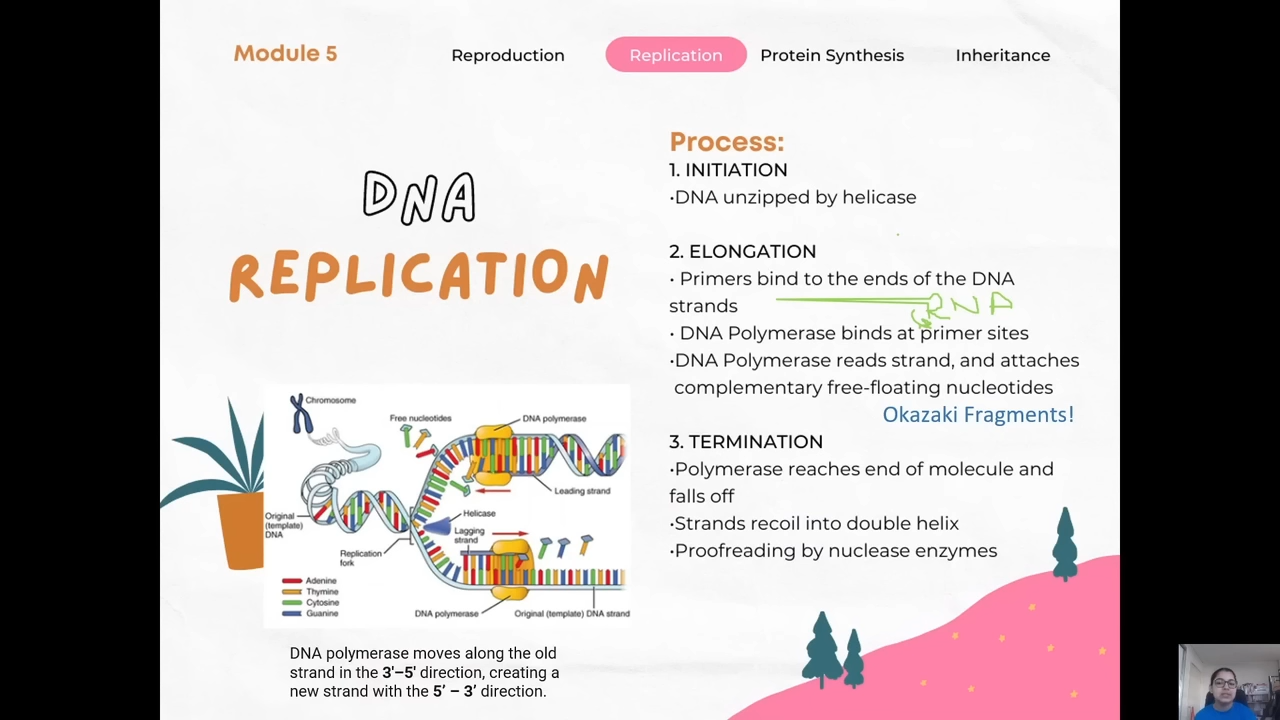 Module 5
Reproduction
Replication
Protein Synthesis
Inheritance
DNA
REPLICATION
Process:
1. INITIATION
•DNA unzipped by helicase
2. ELONGATION
• Primers bind to the ends of the DNA
strands
RNA
• DNA Polymerase binds at primer sites
•DNA Polymerase reads strand, and attaches
complementary free-floating nucleotides
Okazaki Fragments!
3. TERMINATION
•Polymerase reaches end of molecule and
falls off
•Strands recoil into double helix
•Proofreading by nuclease enzymes
Chromosome
Free nucleotides
DNA polymerase
Leading strand
Helicase
Lagging
strand
Original
(template)
DNA
Replication
fork
Adenine
Thymine
Cytosine
Guanine
DNA polymerase
Original (template) DNA strand
DNA polymerase moves along the old
strand in the 3'–5' direction, creating a
new strand with the 5' – 3' direction.